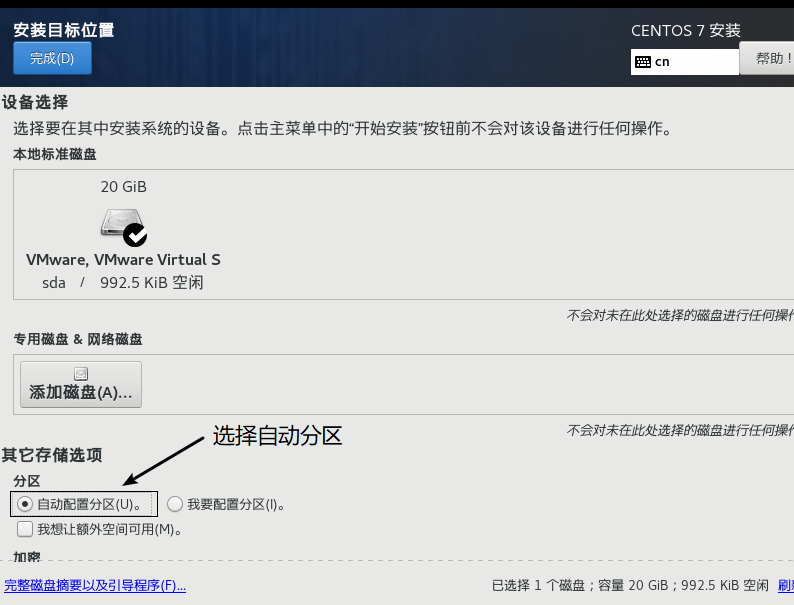 安装目标位置
CENTOS 7 安装
完成(D)
cn
帮助！
设备选择
选择要在其中安装系统的设备。点击主菜单中的“开始安装”按钮前不会对该设备进行任何操作。
本地标准磁盘
20 GiB
VMware, VMware Virtual S
sda / 992.5 KiB 空闲
不会对未在此处选择的磁盘进行任何操作
专用磁盘 & 网络磁盘
添加磁盘(A)...
不会对未在此处选择的磁盘进行任何操作
选择自动分区
其它存储选项
分区
自动配置分区(U)。 我要配置分区(I)。
我想让额外空间可用(M)。
加密
完整磁盘摘要以及引导程序(F)...
已选择 1 个磁盘；容量 20 GiB；992.5 KiB 空闲 刷新